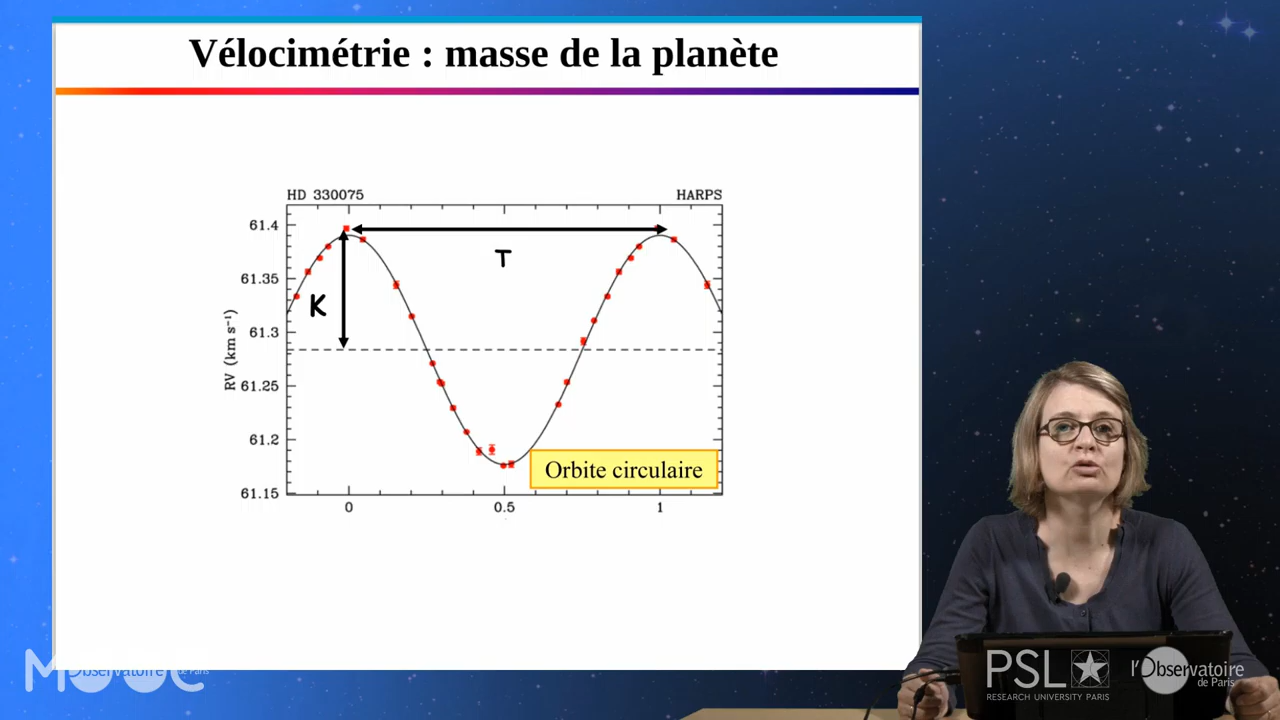 Vélocimétrie : masse de la planète
HD 330075
HARPS
61.4
61.35
61.3
61.25
61.2
61.15
RV (km s⁻¹)
T
K
Orbite circulaire
0
0.5
1
MOOC
l'Observatoire
de Paris
PSL
RESEARCH UNIVERSITY PARIS
l'Observatoire
de Paris